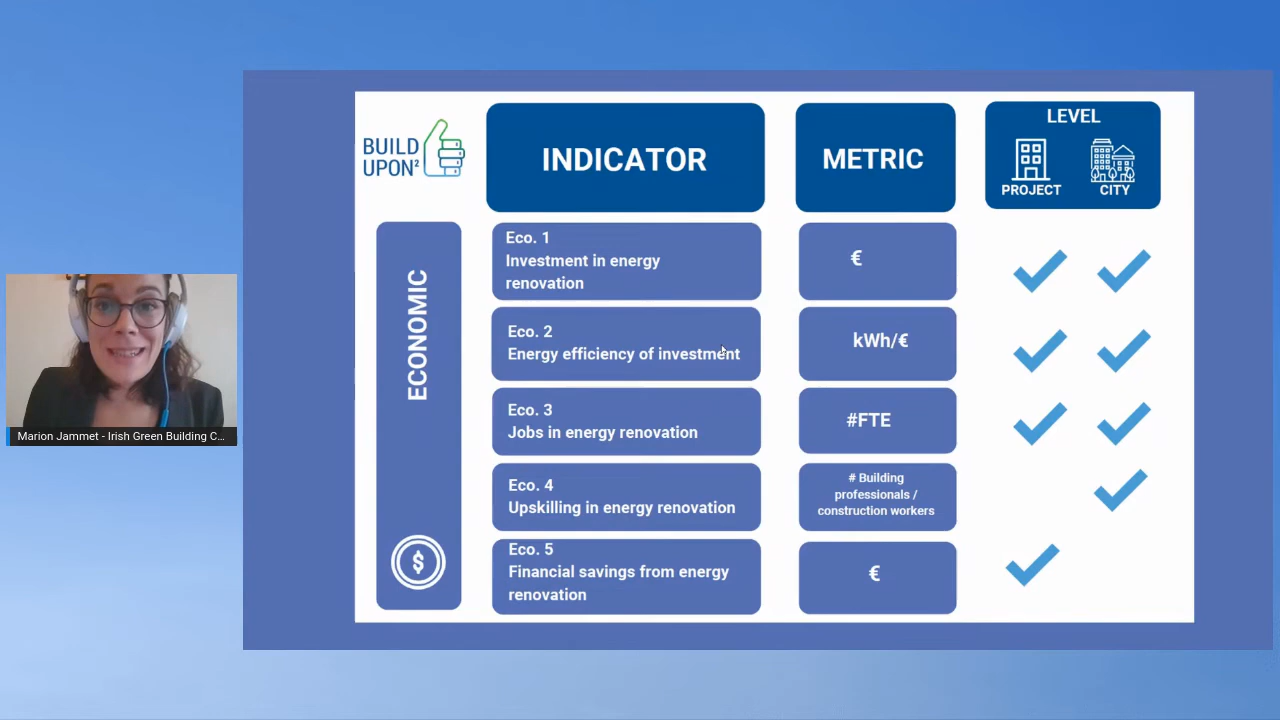 BUILD
UPON²
INDICATOR
METRIC
LEVEL
PROJECT
CITY
ECONOMIC
$
Eco. 1
Investment in energy
renovation
€
Eco. 2
Energy efficiency of investment
kWh/€
Eco. 3
Jobs in energy renovation
#FTE
Eco. 4
Upskilling in energy renovation
# Building
professionals /
construction workers
Eco. 5
Financial savings from energy
renovation
€
Marion Jammet - Irish Green Building C...